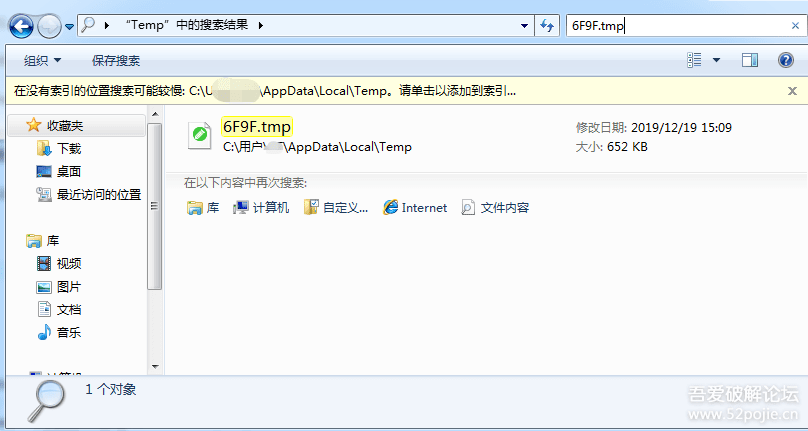 “Temp”中的搜索结果
6F9F.tmp
组织
保存搜索
在没有索引的位置搜索可能较慢: C:\U \AppData\Local\Temp。请单击以添加到索引...
收藏夹
下载
桌面
最近访问的位置
库
视频
图片
文档
音乐
6F9F.tmp
C:\用户\ \AppData\Local\Temp
修改日期: 2019/12/19 15:09
大小: 652 KB
在以下内容中再次搜索:
库
计算机
自定义...
Internet
文件内容
1 个对象
吾爱破解论坛
www.52pojie.cn